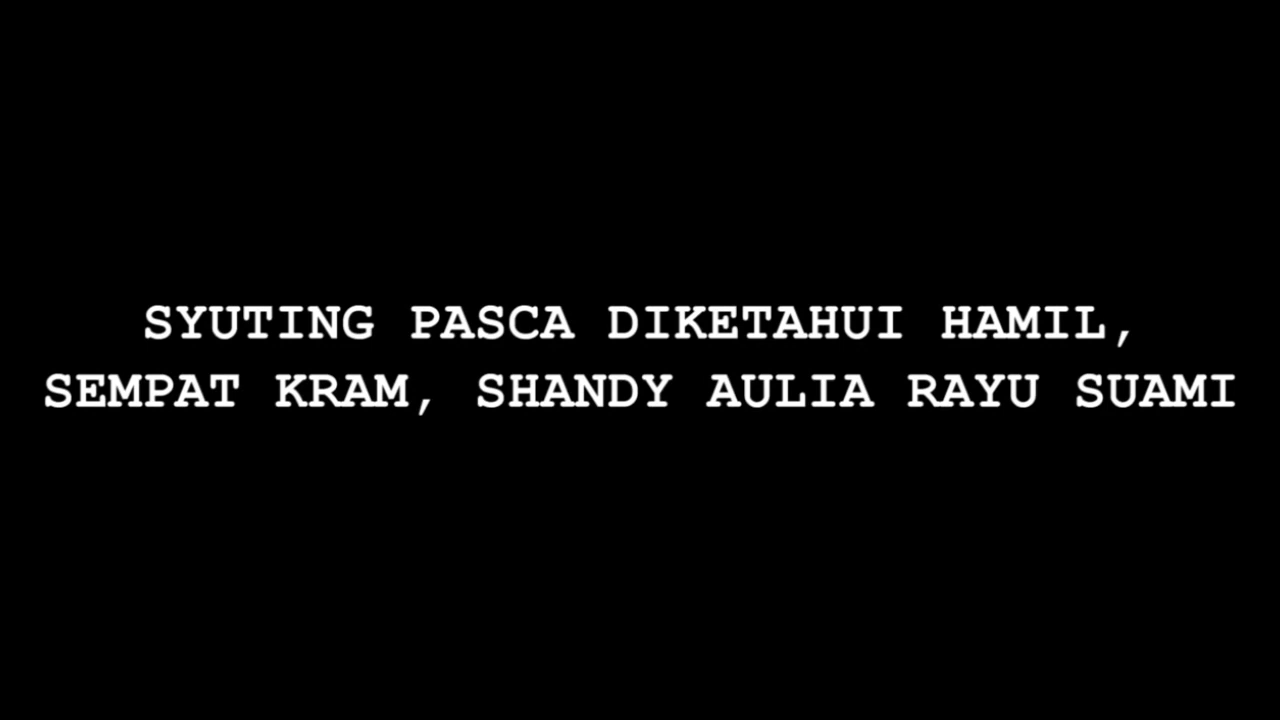 SYUTING PASCA DIKETAHUI HAMIL,
SEMPAT KRAM, SHANDY AULIA RAYU SUAMI